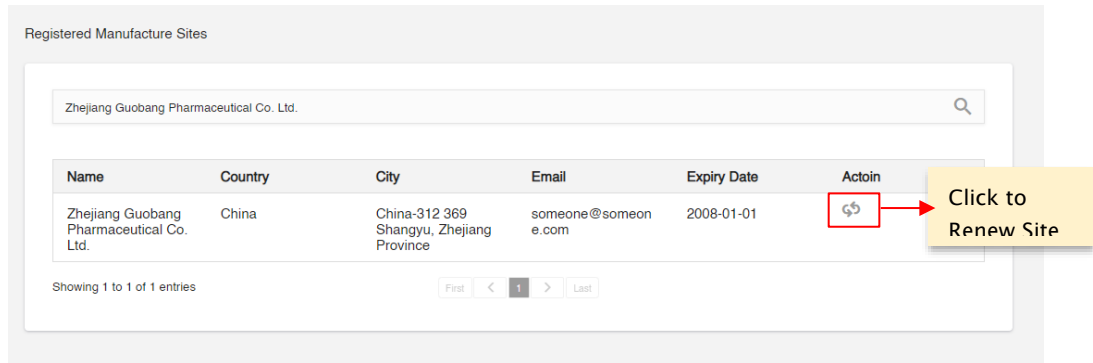 Registered Manufacture Sites
Zhejiang Guobang Pharmaceutical Co. Ltd.
Name Country City Email Expiry Date Actoin
Zhejiang Guobang China China-312 369 someone@someon 2008-01-01
Pharmaceutical Co. Shangyu, Zhejiang e.com
Ltd. Province
Click to
Renew Site
Showing 1 to 1 of 1 entries
First 1 Last